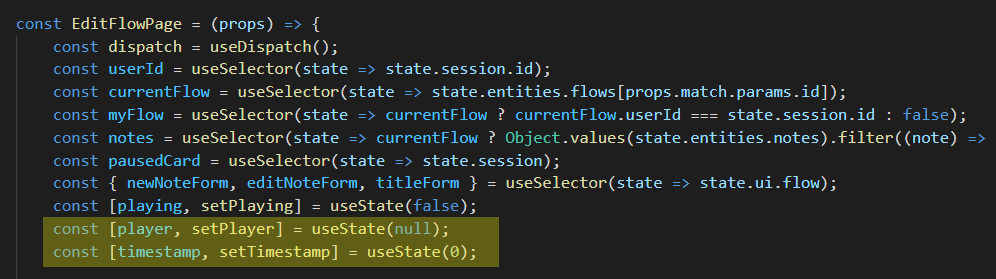 const EditFlowPage = (props) => {
const dispatch = useDispatch();
const userId = useSelector(state => state.session.id);
const currentFlow = useSelector(state => state.entities.flows[props.match.params.id]);
const myFlow = useSelector(state => currentFlow ? currentFlow.userId === state.session.id : false);
const notes = useSelector(state => currentFlow ? Object.values(state.entities.notes).filter((note) =>
const pausedCard = useSelector(state => state.session);
const { newNoteForm, editNoteForm, titleForm } = useSelector(state => state.ui.flow);
const [playing, setPlaying] = useState(false);
const [player, setPlayer] = useState(null);
const [timestamp, setTimestamp] = useState(0);